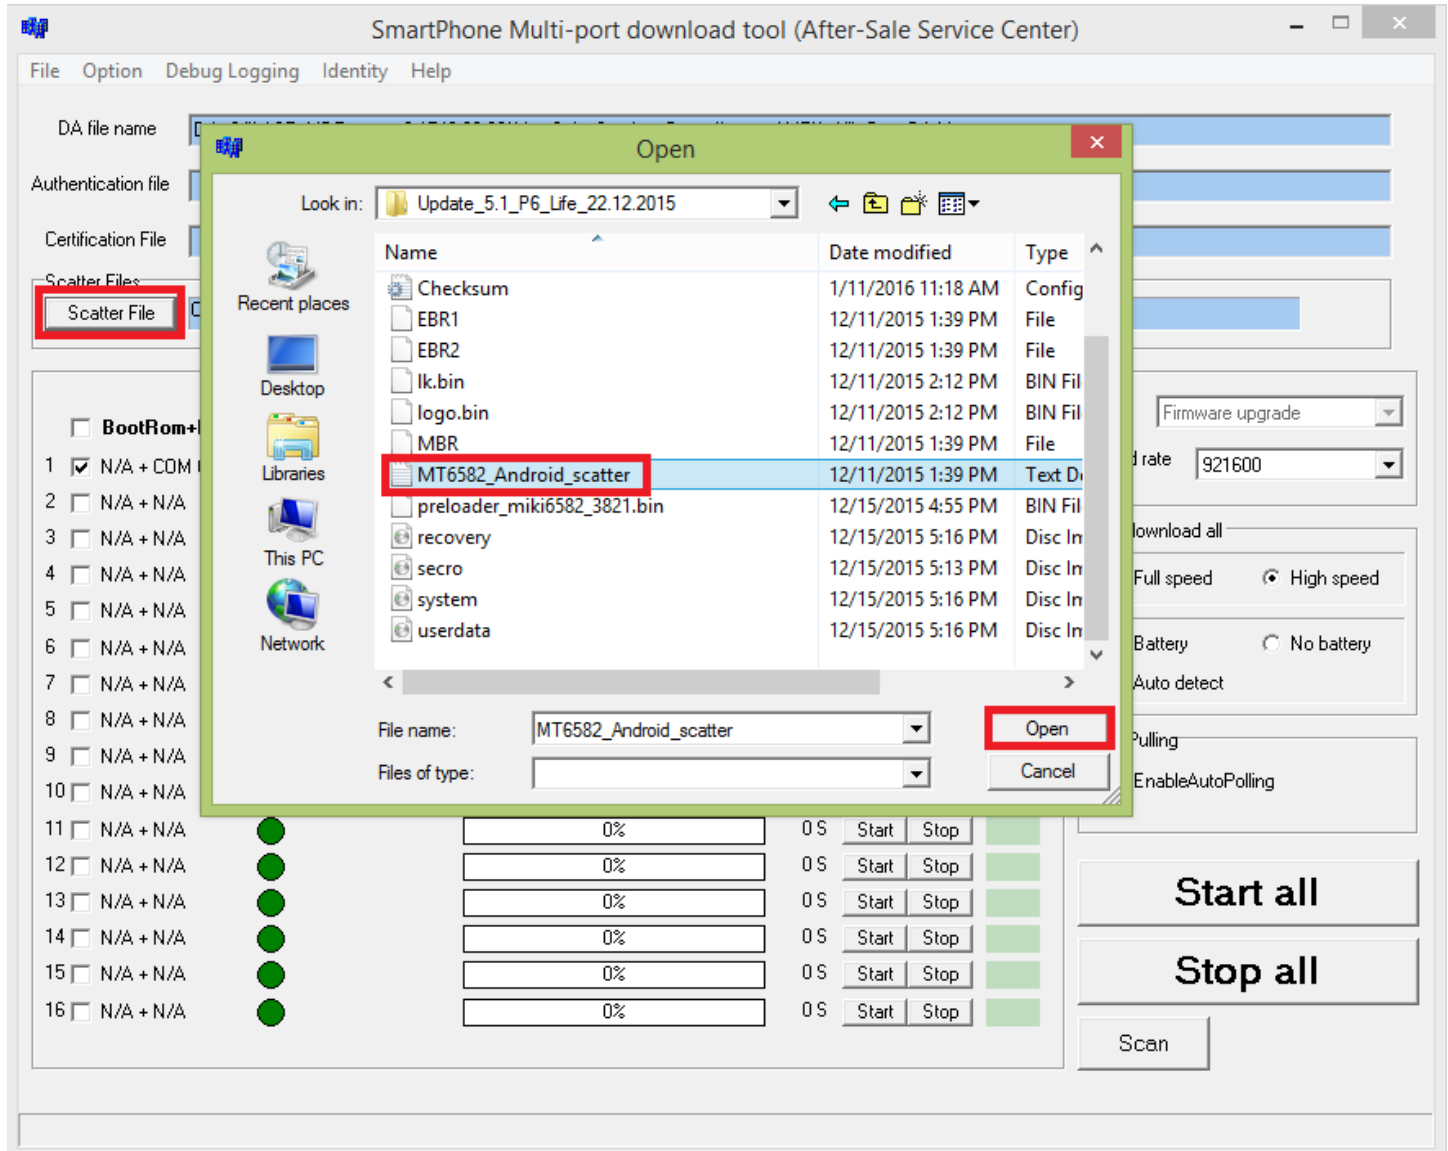 SmartPhone Multi-port download tool (After-Sale Service Center)
File Option Debug Logging Identity Help
DA file name
Open
Authentication file
Look in: Update_5.1_P6_Life_22.12.2015
Certification File
Name Date modified Type
Scatter Files
Scatter File
Recent places
Checksum 1/11/2016 11:18 AM Config
EBR1 12/11/2015 1:39 PM File
EBR2 12/11/2015 1:39 PM File
Desktop
lk.bin 12/11/2015 2:12 PM BIN Fil
logo.bin 12/11/2015 2:12 PM BIN Fil
Firmware upgrade
BootRom+
MBR 12/11/2015 1:39 PM File
1 N/A + COM
Libraries
MT6582_Android_scatter 12/11/2015 1:39 PM Text D
rate 921600
2 N/A + N/A
preloader_miki6582_3821.bin 12/15/2015 4:55 PM BIN Fil
3 N/A + N/A
recovery 12/15/2015 5:16 PM Disc Im
download all
This PC
4 N/A + N/A
secro 12/15/2015 5:13 PM Disc Im
Full speed High speed
5 N/A + N/A
system 12/15/2015 5:16 PM Disc Im
6 N/A + N/A
Network
userdata 12/15/2015 5:16 PM Disc Im
Battery No battery
7 N/A + N/A
Auto detect
8 N/A + N/A
File name: MT6582_Android_scatter Open
Pulling
9 N/A + N/A
Files of type: Cancel
EnableAutoPolling
10 N/A + N/A
11 N/A + N/A 0% 0 S Start Stop
12 N/A + N/A 0% 0 S Start Stop
13 N/A + N/A 0% 0 S Start Stop
Start all
14 N/A + N/A 0% 0 S Start Stop
15 N/A + N/A 0% 0 S Start Stop
Stop all
16 N/A + N/A 0% 0 S Start Stop
Scan